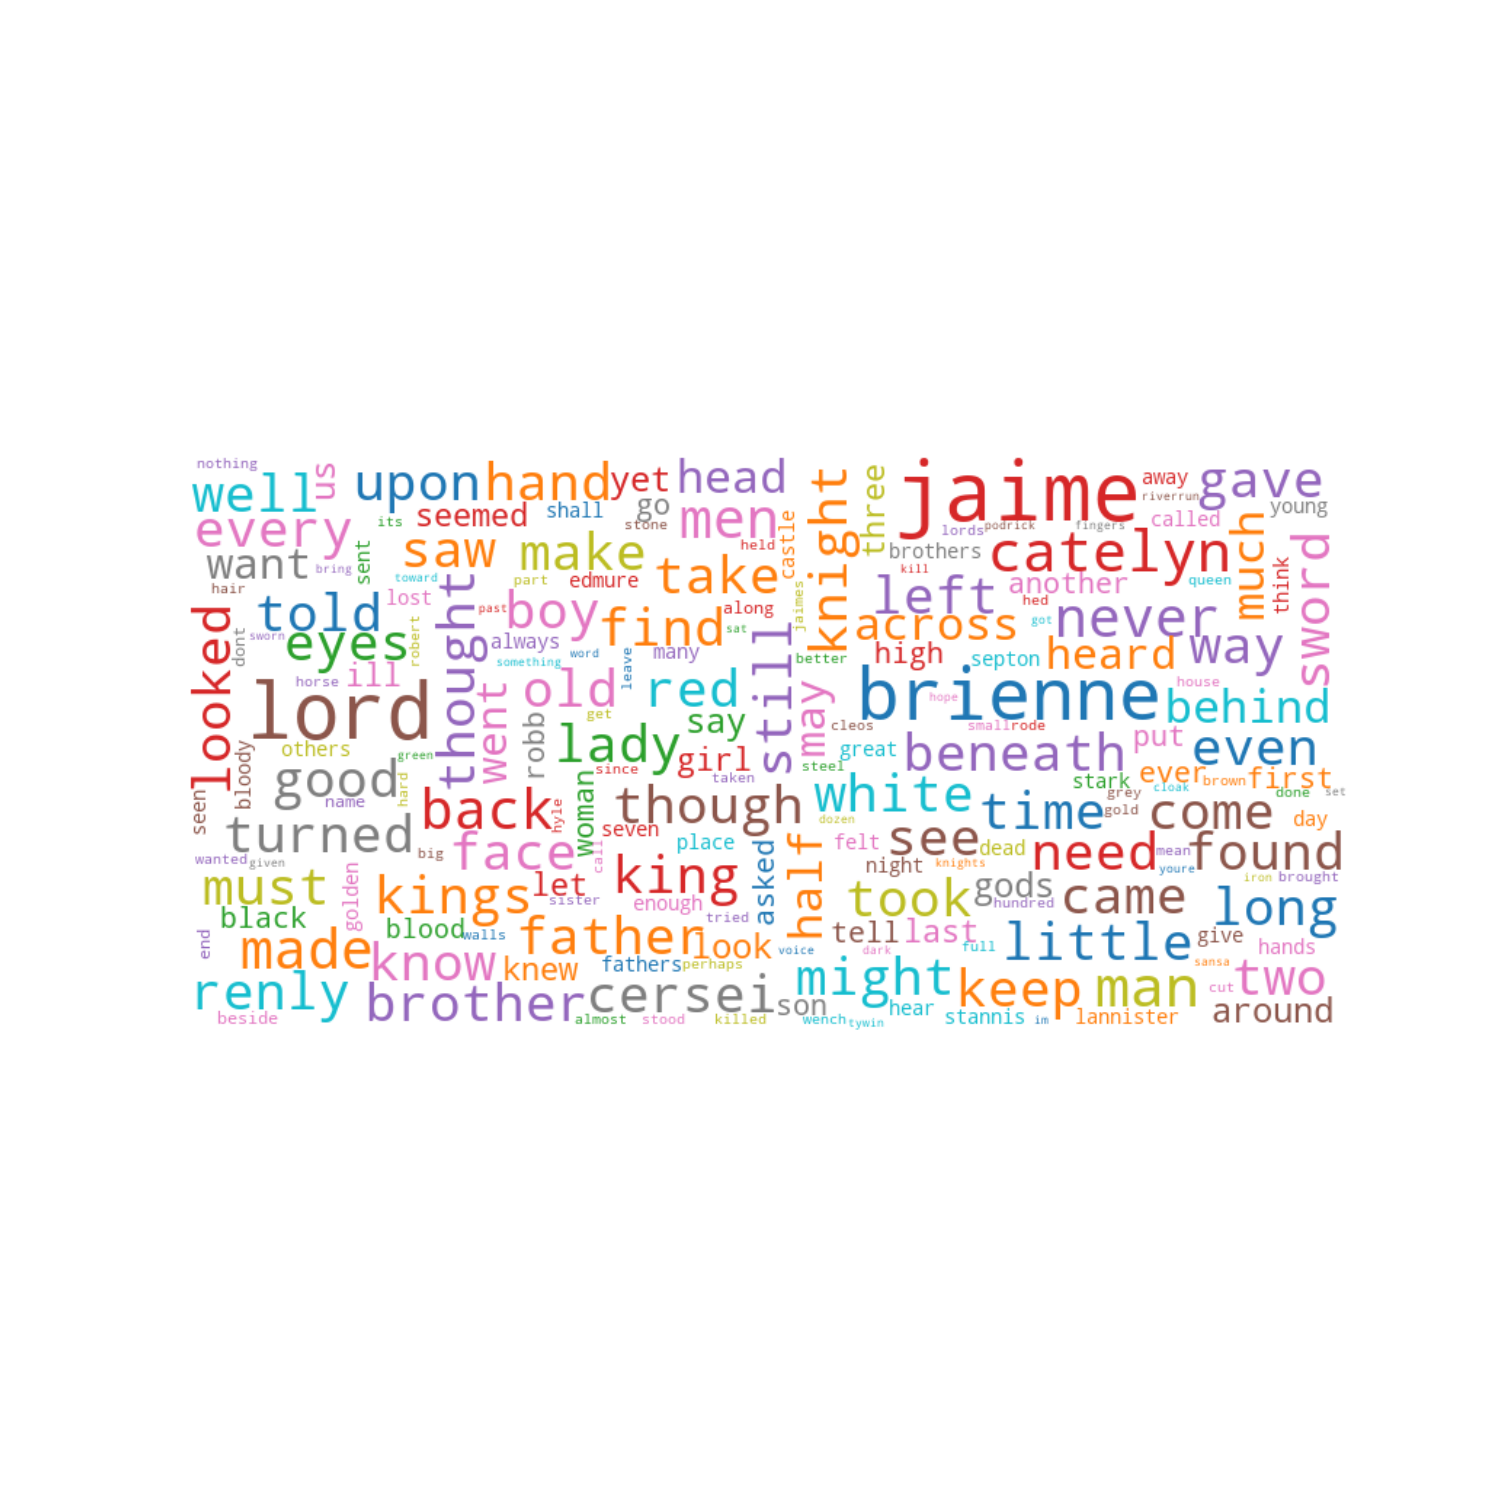 nothing
well
us
upon
hand
yet
head
knight
three
jaime
away
gave
riverrun
young
every
its
seemed
shall
go
stone
men
castle
lords
podrick
fingers
called
much
sword
want
bring
sent
saw
make
held
brothers
catelyn
think
hair
toward
part
edmure
take
kill
another
queen
looked
told
lost
thought
past
boy
find
along
sat
jaimes
left
hed
got
never
dont
sworn
eyes
robert
always
something
word
leave
many
still
better
across
high
septon
heard
way
horse
ill
lord
went
old
red
may
brienne
hope
house
behind
bloody
others
green
robb
get
lady
say
girl
cleos
great
small
rode
beneath
put
even
seen
good
name
hard
since
taken
steel
stark
ever
brown
cloak
first
grey
done
set
turned
back
hyle
woman
though
seven
white
dozen
time
gold
come
day
wanted
given
big
face
call
place
asked
half
felt
see
dead
need
mean
found
must
golden
kings
let
sister
king
enough
tried
night
knights
took
gods
hundred
came
youre
iron
brought
long
black
blood
walls
end
made
know
knew
father
look
fathers
perhaps
voice
tell
last
dark
full
little
give
hands
sansa
renly
beside
brother
almost
cersei
stood
killed
son
might
wench
tywin
hear
stannis
keep
im
man
lannister
cut
two
around